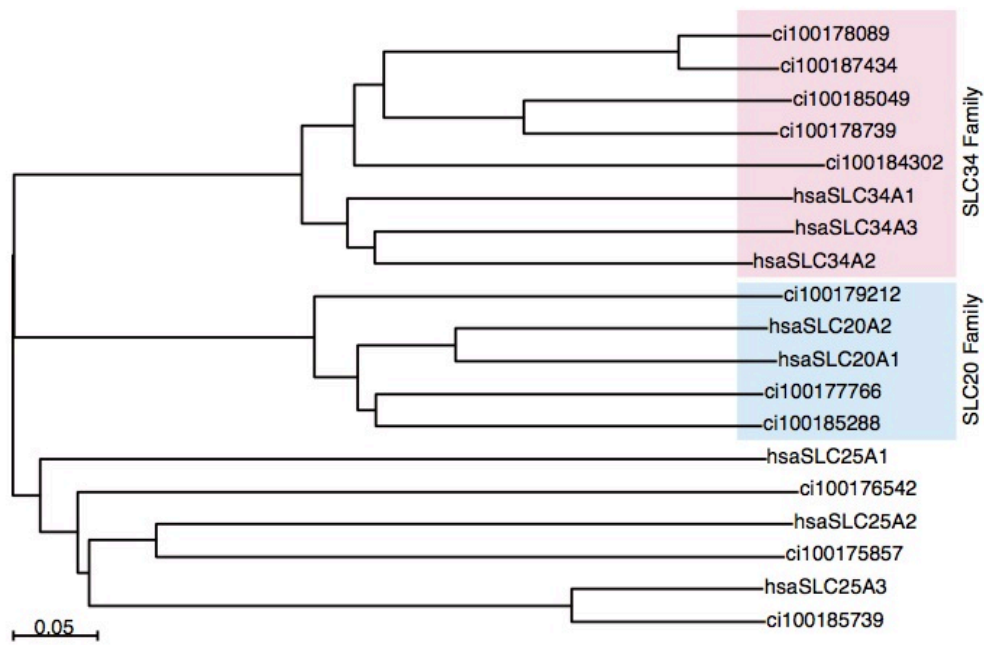 ci100178089
ci100187434
ci100185049
ci100178739
ci100184302
hsaSLC34A1
hsaSLC34A3
hsaSLC34A2
SLC34 Family
ci100179212
hsaSLC20A2
hsaSLC20A1
ci100177766
ci100185288
SLC20 Family
hsaSLC25A1
ci100176542
hsaSLC25A2
ci100175857
hsaSLC25A3
ci100185739
0.05